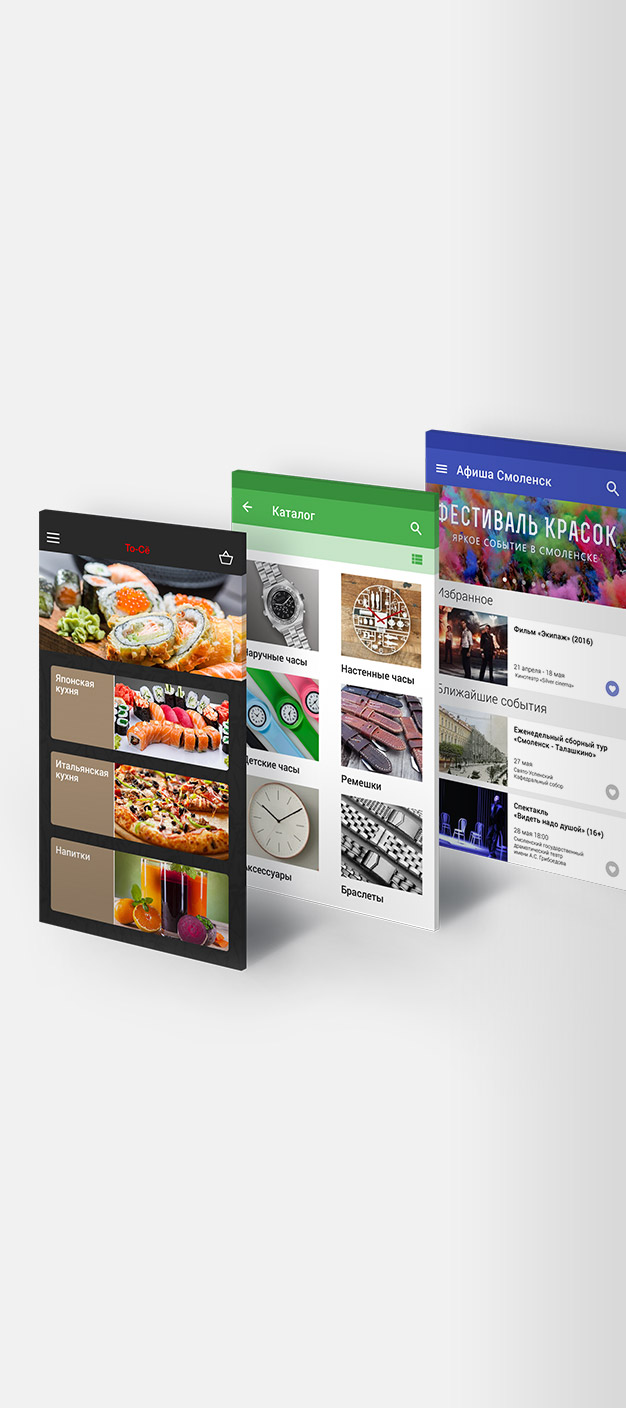 То-Сё
Японская
кухня
Итальянская
кухня
Напитки
Каталог
Наручные часы
Настенные часы
Детские часы
Ремешки
Аксессуары
Браслеты
Афиша Смоленск
ФЕСТИВАЛЬ КРАСОК
ЯРКОЕ СОБЫТИЕ В СМОЛЕНСКЕ
Избранное
Фильм «Экипаж» (2016)
21 апреля - 18 мая
Кинотеатр «Silver cinema»
Ближайшие события
Еженедельный сборный тур
«Смоленск - Талашкино»
27 мая
Свято-Успенский
Кафедральный собор
Спектакль
«Видеть надо душой» (16+)
28 мая 18:00
Смоленский государственный
драматический театр
имени А.С. Грибоедова